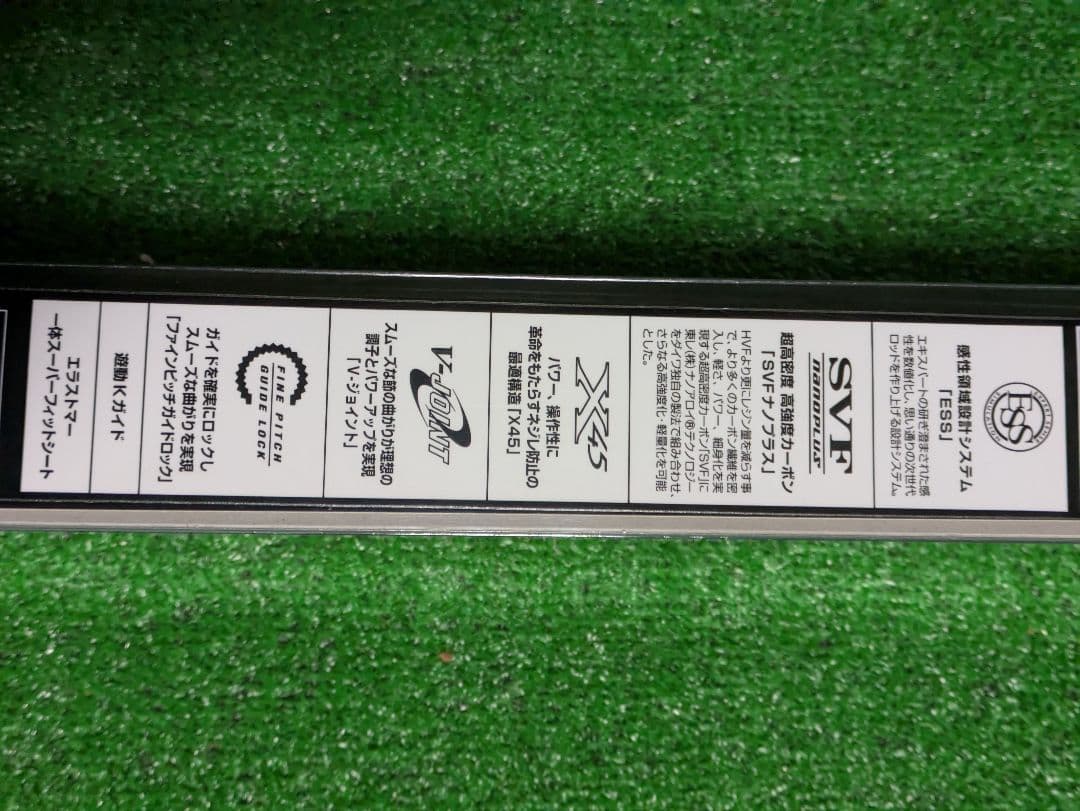 ESS
感性領域設計システム
「ESS」
エキスパートの研ぎ澄まされた感
性を数値化し、思い通りの次世代
ロッドを作り上げる設計システム。
SVF
nanoPLUS
超高密度 高強度カーボン
「SVFナノプラス」
HVFより更にレジン量を減らす事
で、より多くのカーボン繊維を密
入し、軽さ、パワー、細身化を実
現する超高密度カーボン「SVF」に
東レ(株)ナノアロイ®テクノロジー
をダイワ独自の製法で組み合わせ、
さらなる高強度化・軽量化を可能
とした。
X45
パワー、操作性に
革命をもたらすネジレ防止の
最適構造「X45」
V-JOINT
スムーズな節の曲がりが理想の
調子とパワーアップを実現
「V-ジョイント」
FINE PITCH
GUIDE LOCK
ガイドを確実にロックし
スムーズな曲がりを実現
「ファインピッチガイドロック」
遊動IKガイド
エラストマー
一体スーパーフィットシート